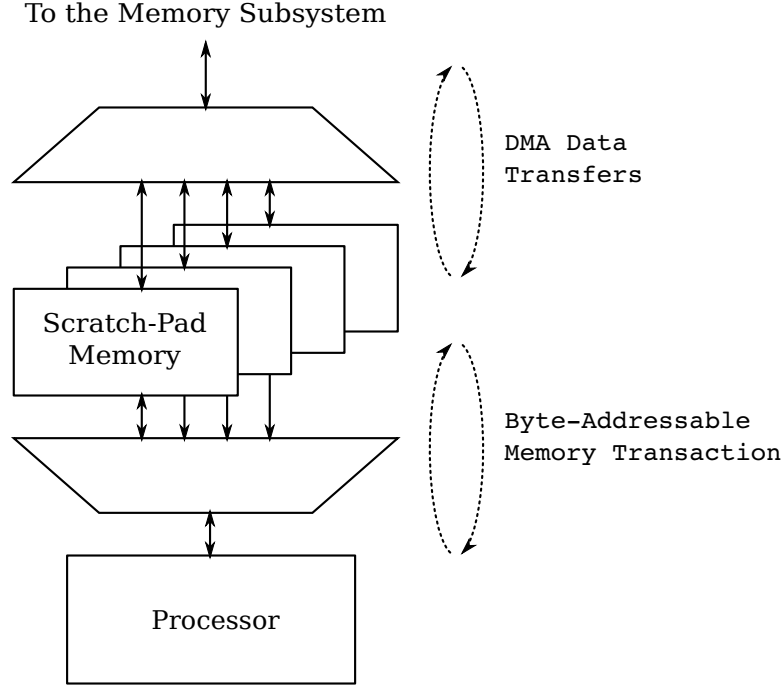 To the Memory Subsystem
DMA Data
Transfers
Scratch-Pad
Memory
Byte-Addressable
Memory Transaction
Processor